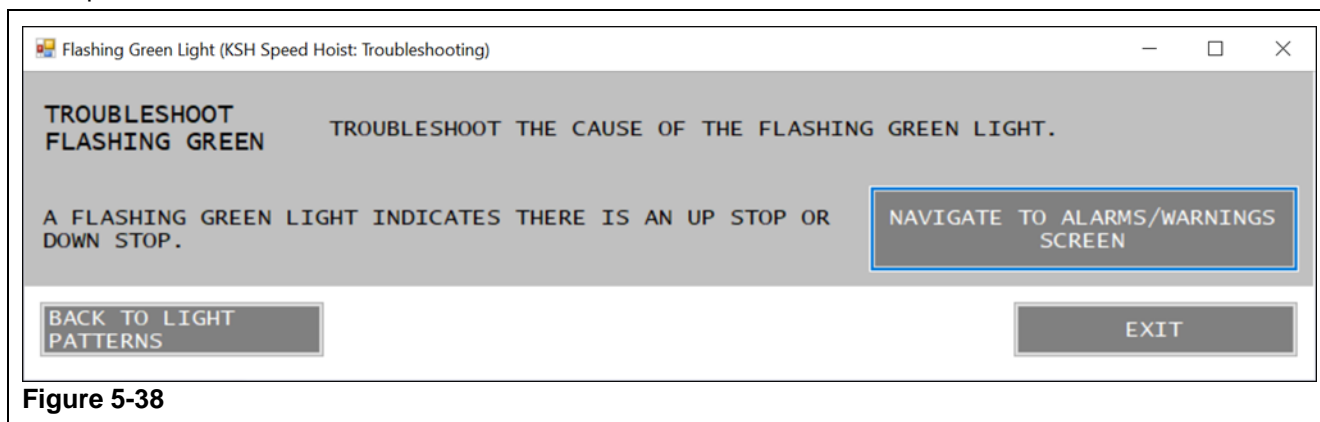 Flashing Green Light (KSH Speed Hoist: Troubleshooting)
TROUBLESHOOT
FLASHING GREEN
TROUBLESHOOT THE CAUSE OF THE FLASHING GREEN LIGHT.
A FLASHING GREEN LIGHT INDICATES THERE IS AN UP STOP OR
DOWN STOP.
NAVIGATE TO ALARMS/WARNINGS
SCREEN
BACK TO LIGHT
PATTERNS
EXIT
Figure 5-38